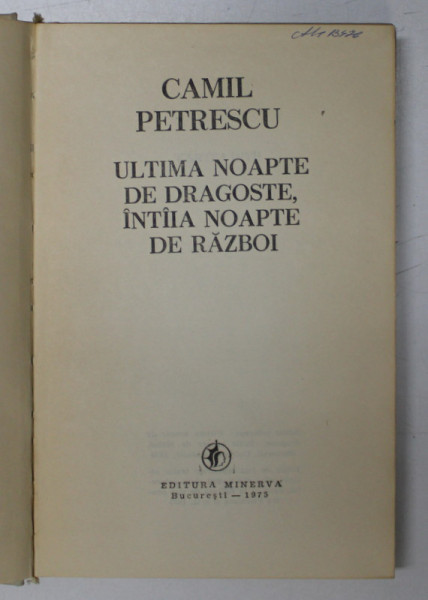 CAMIL
PETRESCU
ULTIMA NOAPTE
DE DRAGOSTE,
ÎNTÎIA NOAPTE
DE RĂZBOI
EDITURA MINERVA
București — 1975